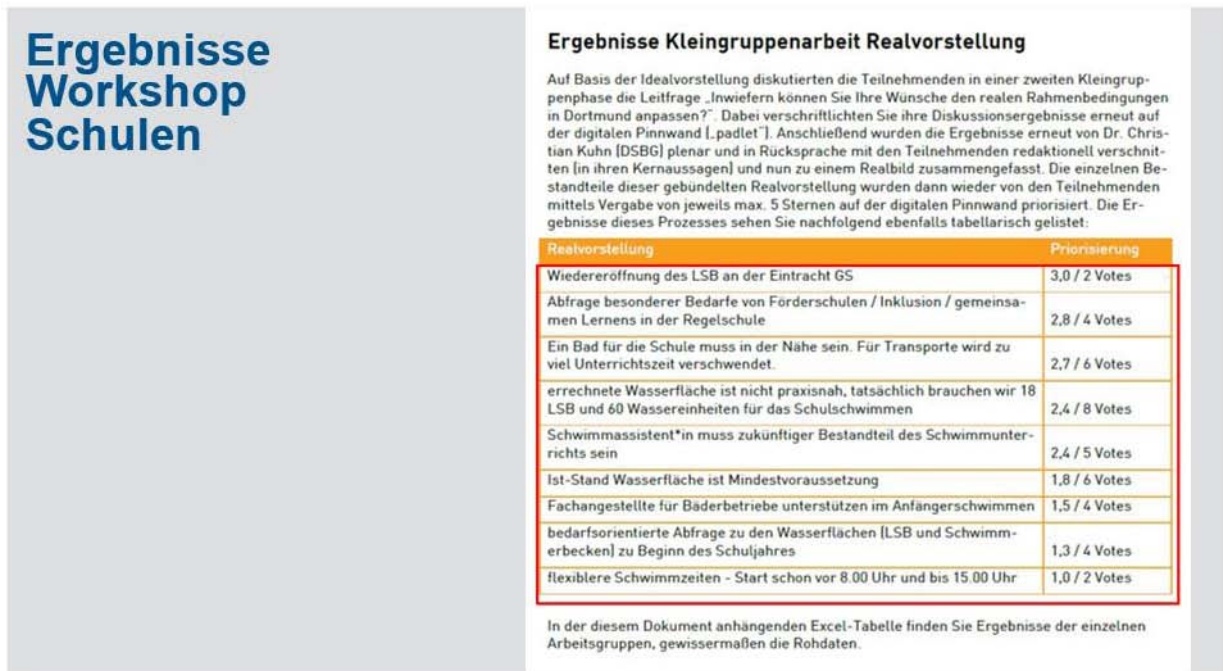 Ergebnisse
Workshop
Schulen
Ergebnisse Kleingruppenarbeit Realvorstellung
Auf Basis der Idealvorstellung diskutierten die Teilnehmenden in einer zweiten Kleingrup-
penphase die Leitfrage „Inwiefern können Sie Ihre Wünsche den realen Rahmenbedingungen
in Dortmund anpassen?“. Dabei verschriftlichten Sie ihre Diskussionsergebnisse erneut auf
der digitalen Pinnwand („padlet“). Anschließend wurden die Ergebnisse erneut von Dr. Chris-
tian Kuhn (DSBG) plenar und in Rücksprache mit den Teilnehmenden redaktionell verschnit-
ten (in ihren Kernaussagen) und nun zu einem Realbild zusammengefasst. Die einzelnen Be-
standteile dieser gebündelten Realvorstellung wurden dann wieder von den Teilnehmenden
mittels Vergabe von jeweils max. 5 Sternen auf der digitalen Pinnwand priorisiert. Die Er-
gebnisse dieses Prozesses sehen Sie nachfolgend ebenfalls tabellarisch gelistet:
Realvorstellung Priorisierung
Wiedereröffnung des LSB an der Eintracht GS 3,0 / 2 Votes
Abfrage besonderer Bedarfe von Förderschulen / Inklusion / gemeinsa-
men Lernens in der Regelschule 2,8 / 4 Votes
Ein Bad für die Schule muss in der Nähe sein. Für Transporte wird zu
viel Unterrichtszeit verschwendet. 2,7 / 6 Votes
errechnete Wasserfläche ist nicht praxisnah, tatsächlich brauchen wir 18
LSB und 60 Wassereinheiten für das Schulschwimmen 2,4 / 8 Votes
Schwimmassistent*in muss zukünftiger Bestandteil des Schwimmunter-
richts sein 2,4 / 5 Votes
Ist-Stand Wasserfläche ist Mindestvoraussetzung 1,8 / 6 Votes
Fachangestellte für Bäderbetriebe unterstützen im Anfängerschwimmen 1,5 / 4 Votes
bedarfsorientierte Abfrage zu den Wasserflächen (LSB und Schwimm-
erbecken) zu Beginn des Schuljahres 1,3 / 4 Votes
flexiblere Schwimmzeiten - Start schon vor 8.00 Uhr und bis 15.00 Uhr 1,0 / 2 Votes
In der diesem Dokument anhängenden Excel-Tabelle finden Sie Ergebnisse der einzelnen
Arbeitsgruppen, gewissermaßen die Rohdaten.